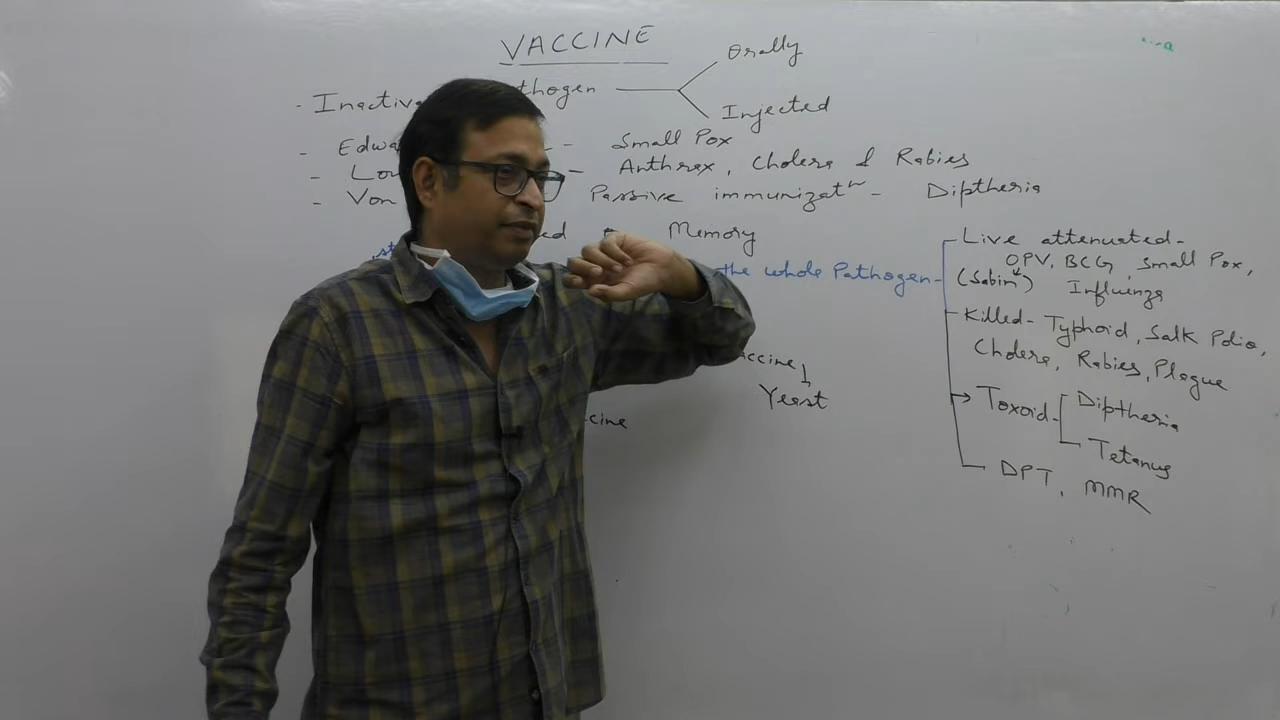 VACCINE
- Inactiv thogen Orally
Injected
- Edwa - Small Pox
- Lou - Anthrax, Cholera & Rabies
- Von Passive immunizatⁿ - Diptheria
ed Memory
the whole Pathogen - Live attenuated -
OPV, BCG, Small Pox,
(Sabin) Influenza
Killed - Typhoid, Salk Polio,
Cholera, Rabies, Plague
accine
Yeast
ccine
→ Toxoid - Diptheria
Tetanus
DPT, MMR